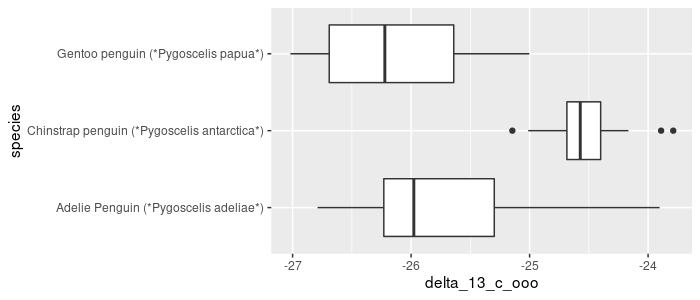 species
Gentoo penguin (*Pygoscelis papua*)
Chinstrap penguin (*Pygoscelis antarctica*)
Adelie Penguin (*Pygoscelis adeliae*)
-27 -26 -25 -24
delta_13_c_ooo